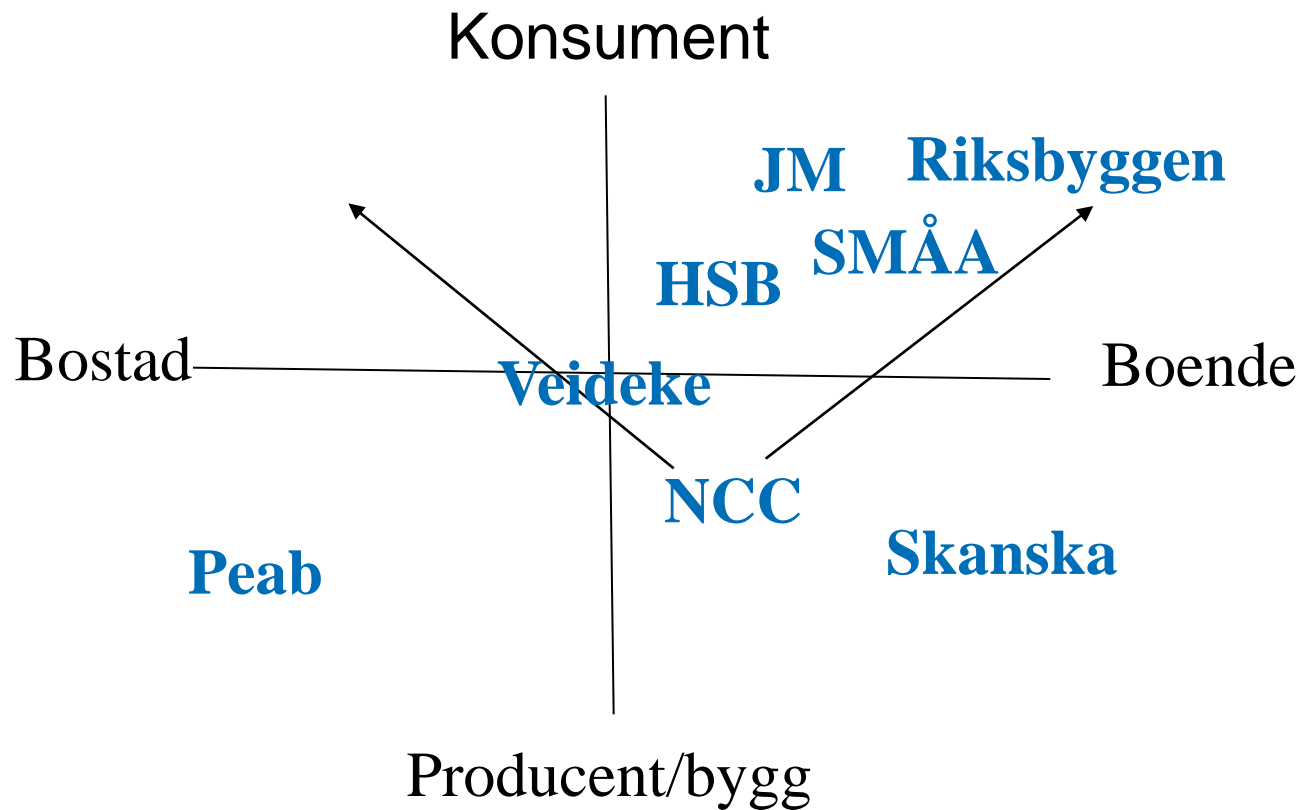 Konsument
JM
Riksbyggen
SMÅA
HSB
Bostad
Boende
Veideke
NCC
Skanska
Peab
Producent/bygg